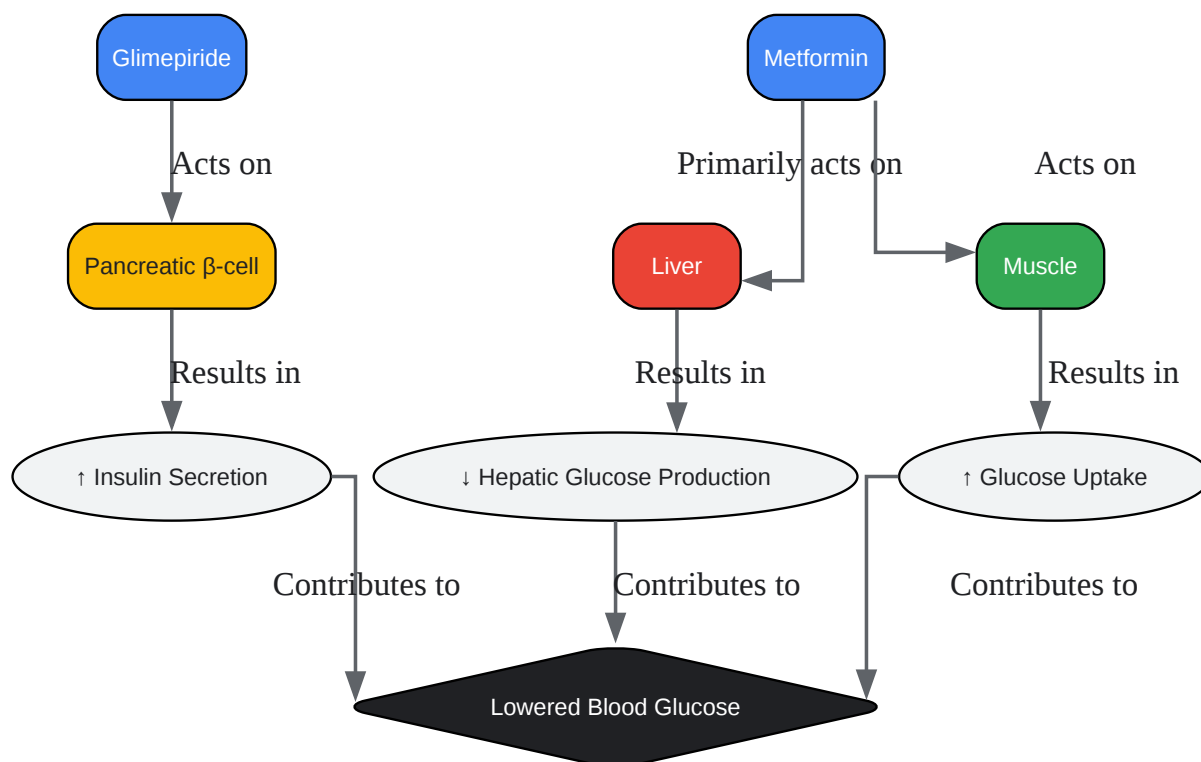 Glimepiride
Metformin
Acts on
Primarily acts on
Acts on
Pancreatic β-cell
Liver
Muscle
Results in
Results in
Results in
↑ Insulin Secretion
↓ Hepatic Glucose Production
↑ Glucose Uptake
Contributes to
Contributes to
Contributes to
Lowered Blood Glucose